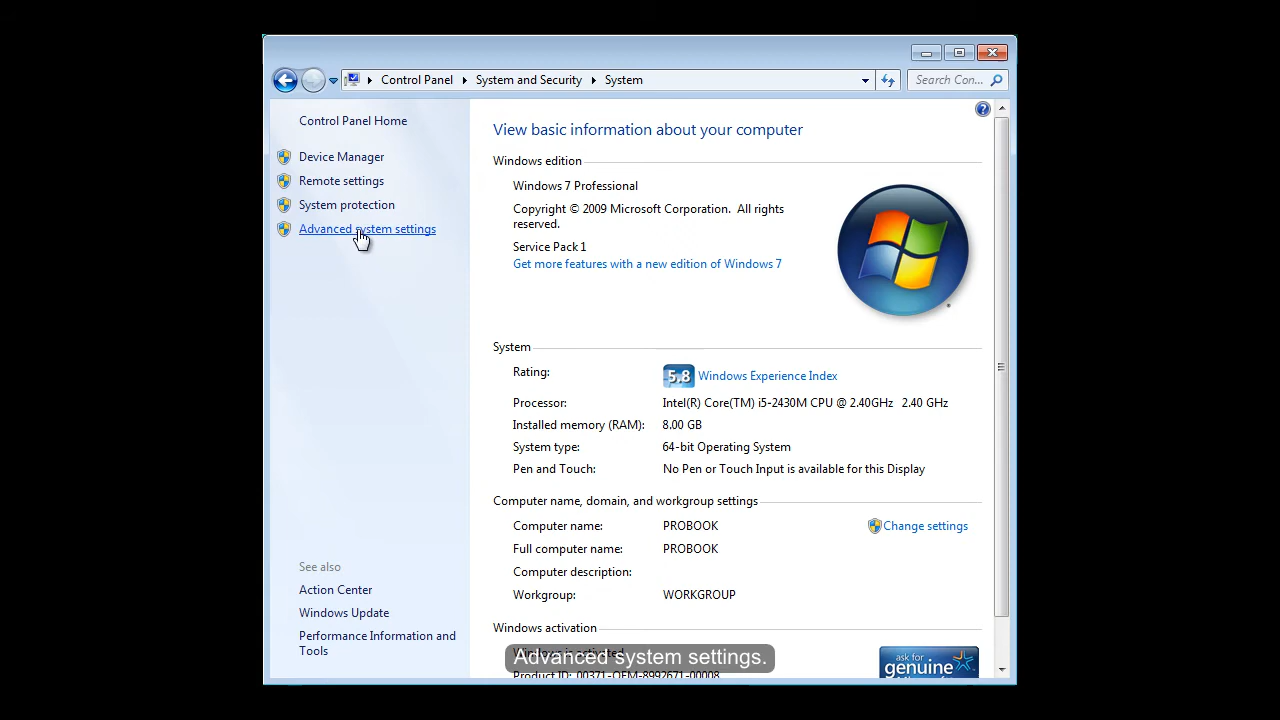 Control Panel
System and Security
System
Search Con...
Control Panel Home
Device Manager
Remote settings
System protection
Advanced system settings
See also
Action Center
Windows Update
Performance Information and
Tools
View basic information about your computer
Windows edition
Windows 7 Professional
Copyright © 2009 Microsoft Corporation. All rights
reserved.
Service Pack 1
Get more features with a new edition of Windows 7
System
Rating:
5.8 Windows Experience Index
Processor: Intel(R) Core(TM) i5-2430M CPU @ 2.40GHz 2.40 GHz
Installed memory (RAM): 8.00 GB
System type: 64-bit Operating System
Pen and Touch: No Pen or Touch Input is available for this Display
Computer name, domain, and workgroup settings
Computer name: PROBOOK
Change settings
Full computer name: PROBOOK
Computer description:
Workgroup: WORKGROUP
Windows activation
Advanced system settings.
ask for
genuine
Product ID: 00371-OEM-8992671-00008